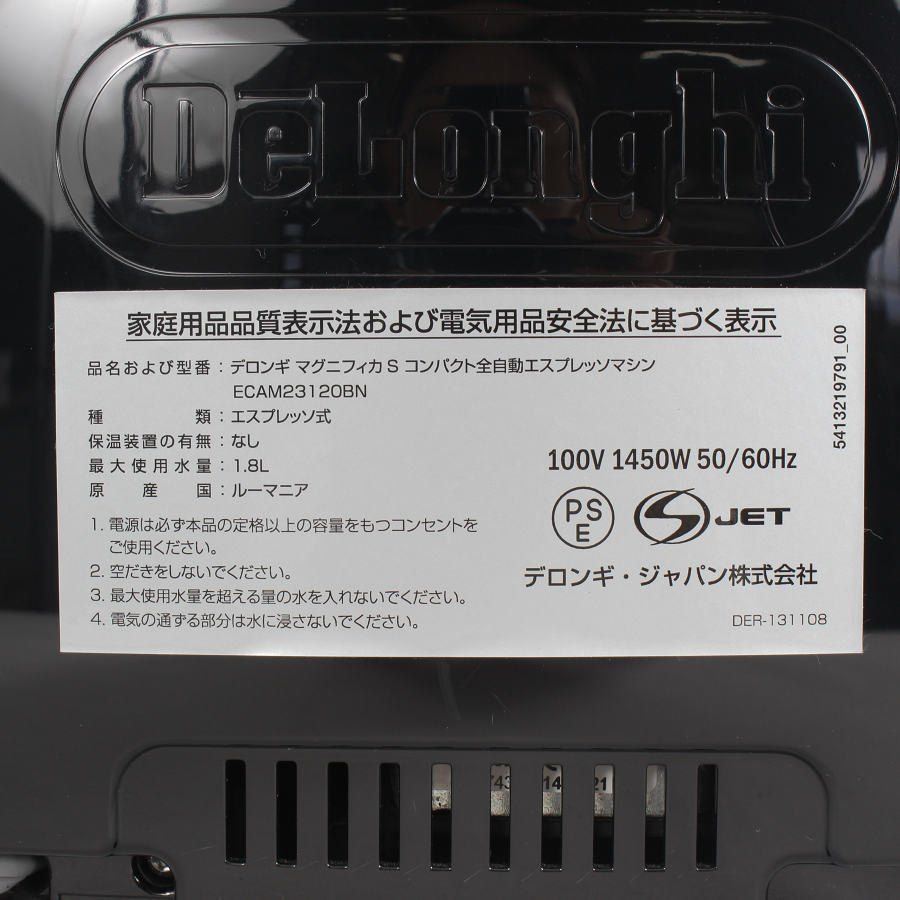 DeLonghi
家庭用品品質表示法および電気用品安全法に基づく表示
品名および型番：デロンギ マグニフィカ S コンパクト全自動エスプレッソマシン
ECAM23120BN
種類：エスプレッソ式
保温装置の有無：なし
最大使用水量：1.8L
原産国：ルーマニア
1. 電源は必ず本品の定格以上の容量をもつコンセントを
ご使用ください。
2. 空だきをしないでください。
3. 最大使用水量を超える量の水を入れないでください。
4. 電気の通ずる部分は水に浸さないでください。
5413219791_00
100V 1450W 50/60Hz
PS
E
S JET
デロンギ・ジャパン株式会社
DER-131108
43 14 21